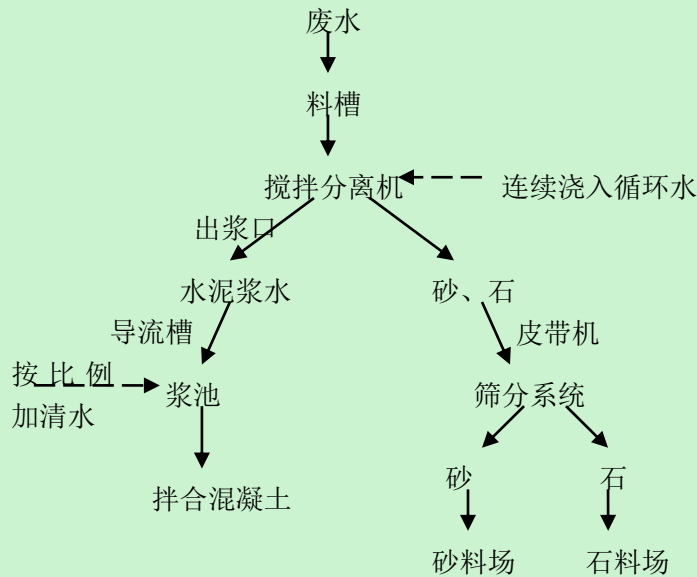 废水
料槽
搅拌分离机
连续浇入循环水
出浆口
水泥浆水
砂、石
导流槽
皮带机
按 比 例
加清水
浆池
筛分系统
拌合混凝土
砂
石
砂料场
石料场